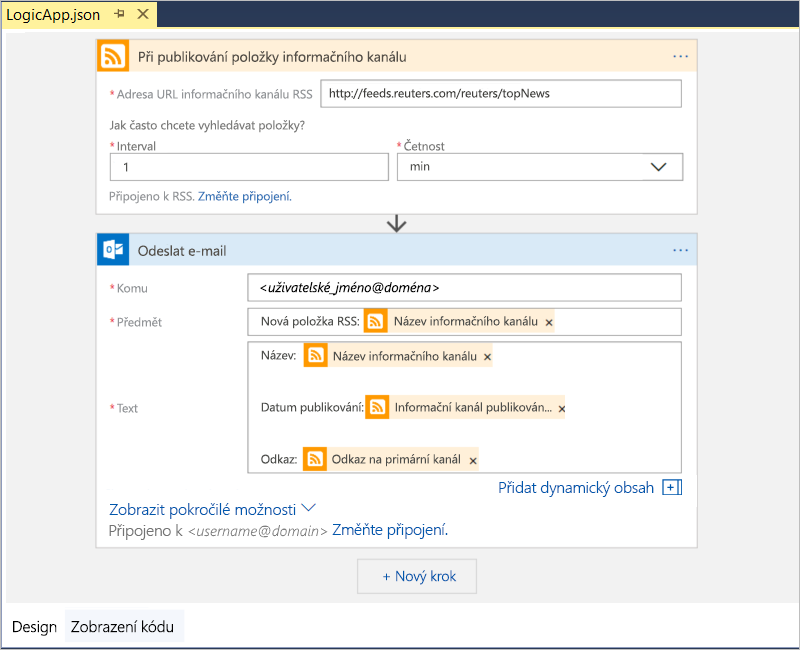 LogicApp.json
Při publikování položky informačního kanálu
* Adresa URL informačního kanálu RSS http://feeds.reuters.com/reuters/topNews
Jak často chcete vyhledávat položky?
* Interval * Četnost
1 min
Připojeno k RSS. Změňte připojení.
Odeslat e-mail
* Komu <uživatelské_jméno@doména>
* Předmět Nová položka RSS: Název informačního kanálu ×
Název: Název informačního kanálu ×
* Text Datum publikování: Informační kanál publikován... ×
Odkaz: Odkaz na primární kanál ×
Přidat dynamický obsah
Zobrazit pokročilé možnosti
Připojeno k <username@domain> Změňte připojení.
+ Nový krok
Design Zobrazení kódu